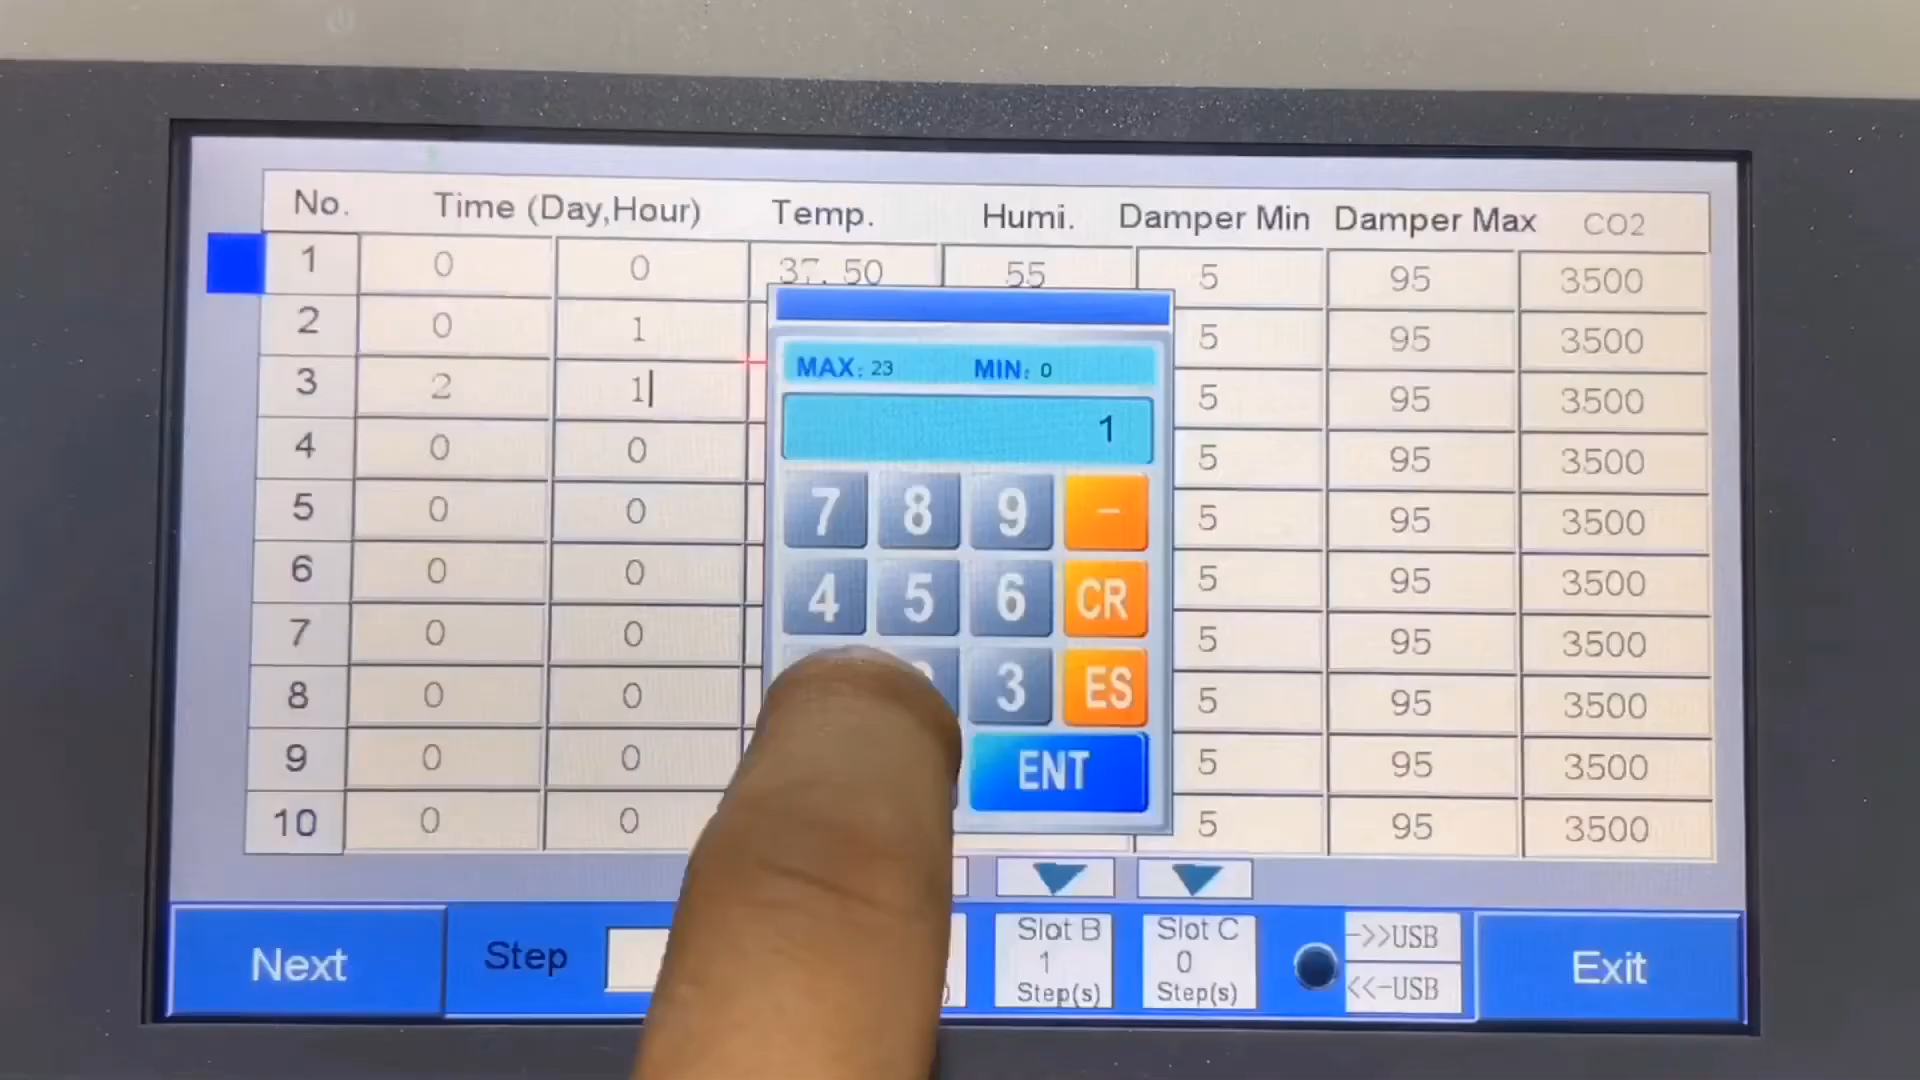 No. Time (Day,Hour) Temp. Humi. Damper Min Damper Max CO2
1 0 0 37.50 55 5 95 3500
2 0 1 5 95 3500
3 2 1 5 95 3500
4 0 0 5 95 3500
5 0 0 5 95 3500
6 0 0 5 95 3500
7 0 0 5 95 3500
8 0 0 5 95 3500
9 0 0 5 95 3500
10 0 0 5 95 3500
MAX: 23 MIN: 0
1
7 8 9 −
4 5 6 CR
3 ES
ENT
Next
Step
Slot B
1
Step(s)
Slot C
0
Step(s)
->>USB
<<-USB
Exit